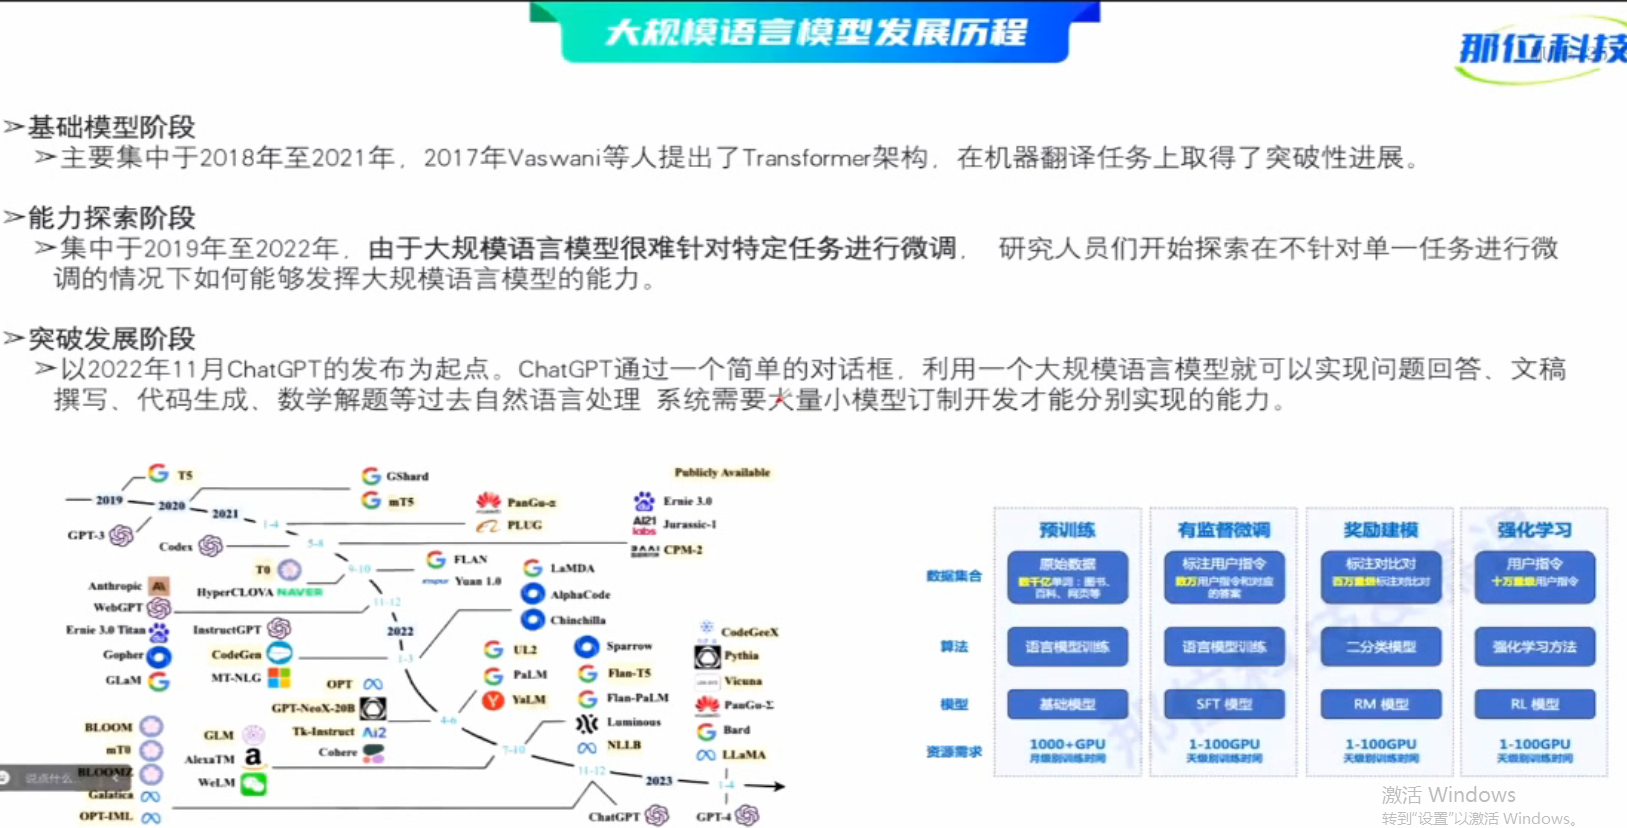 大规模语言模型发展历程
那位科技
➢基础模型阶段
➢主要集中于2018年至2021年，2017年Vaswani等人提出了Transformer架构，在机器翻译任务上取得了突破性进展。
➢能力探索阶段
➢集中于2019年至2022年，由于大规模语言模型很难针对特定任务进行微调， 研究人员们开始探索在不针对单一任务进行微
调的情况下如何能够发挥大规模语言模型的能力。
➢突破发展阶段
➢以2022年11月ChatGPT的发布为起点。ChatGPT通过一个简单的对话框，利用一个大规模语言模型就可以实现问题回答、文稿
撰写、代码生成、数学解题等过去自然语言处理 系统需要大量小模型订制开发才能分别实现的能力。
T5
GShard
Publicly Available
2019
2020
2021
mT5
PanGu-α
Ernie 3.0
1-4
PLUG
AI21 labs
Jurassic-1
GPT-3
Codex
5-8
BAAI
CPM-2
T0
9-10
FLAN
LaMDA
Anthropic
HyperCLOVA
NAVER
inspur
Yuan 1.0
AlphaCode
WebGPT
11-12
Chinchilla
Ernie 3.0 Titan
InstructGPT
2022
CodeGeeX
Gopher
CodeGen
1-3
UL2
Sparrow
Pythia
GLaM
MT-NLG
OPT
PaLM
Flan-T5
Vicuna
GPT-NeoX-20B
YaLM
Flan-PaLM
PanGu-Σ
BLOOM
GLM
Tk-Instruct
Ai2
4-6
Luminous
Bard
mT0
AlexaTM
Cohere
7-10
NLLB
LLaMA
BLOOMZ
说点什么...
WeLM
11-12
2023
1-4
Galatica
OPT-IML
ChatGPT
GPT-4
预训练
有监督微调
奖励建模
强化学习
数据集合
原始数据
数千亿单词：图书、
百科、网页等
标注用户指令
数万用户指令和对应
的答案
标注对比对
百万量级标注对比对
用户指令
十万量级用户指令
算法
语言模型训练
语言模型训练
二分类模型
强化学习方法
模型
基础模型
SFT 模型
RM 模型
RL 模型
资源需求
1000+GPU
月级别训练时间
1-100GPU
天级别训练时间
1-100GPU
天级别训练时间
1-100GPU
天级别训练时间
激活 Windows
转到"设置"以激活 Windows。